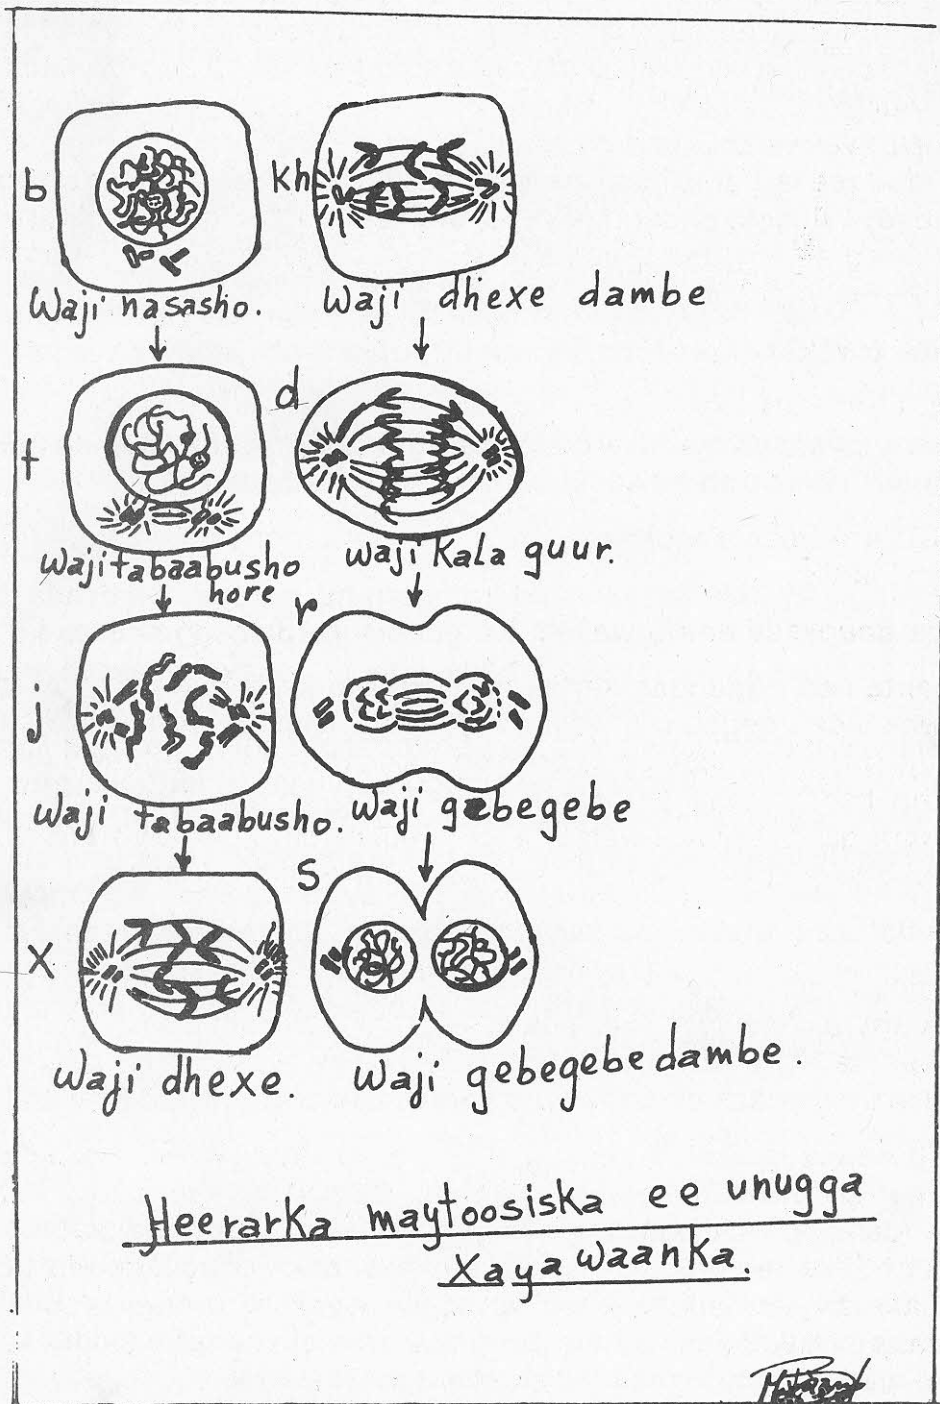 b
Waji nasasho.
t
Waji tabaabusho
hore
j
Waji tabaabusho.
X
Waji dhexe.
kh
Waji dhexe dambe
d
waji Kala guur.
r
Waji gebegebe
S
Waji gebegebe dambe.
Heerarka maytoosiska ee unugga
Xayawaanka.